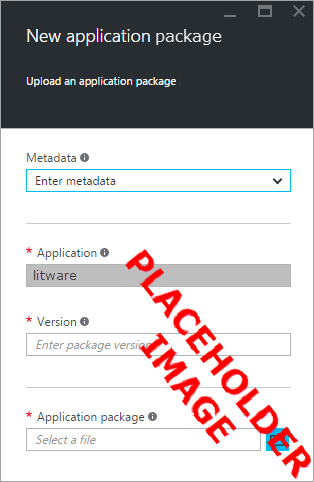 New application package
Upload an application package
Metadata
Enter metadata
* Application
litware
* Version
Enter package version
* Application package
Select a file
PLACEHOLDER
IMAGE